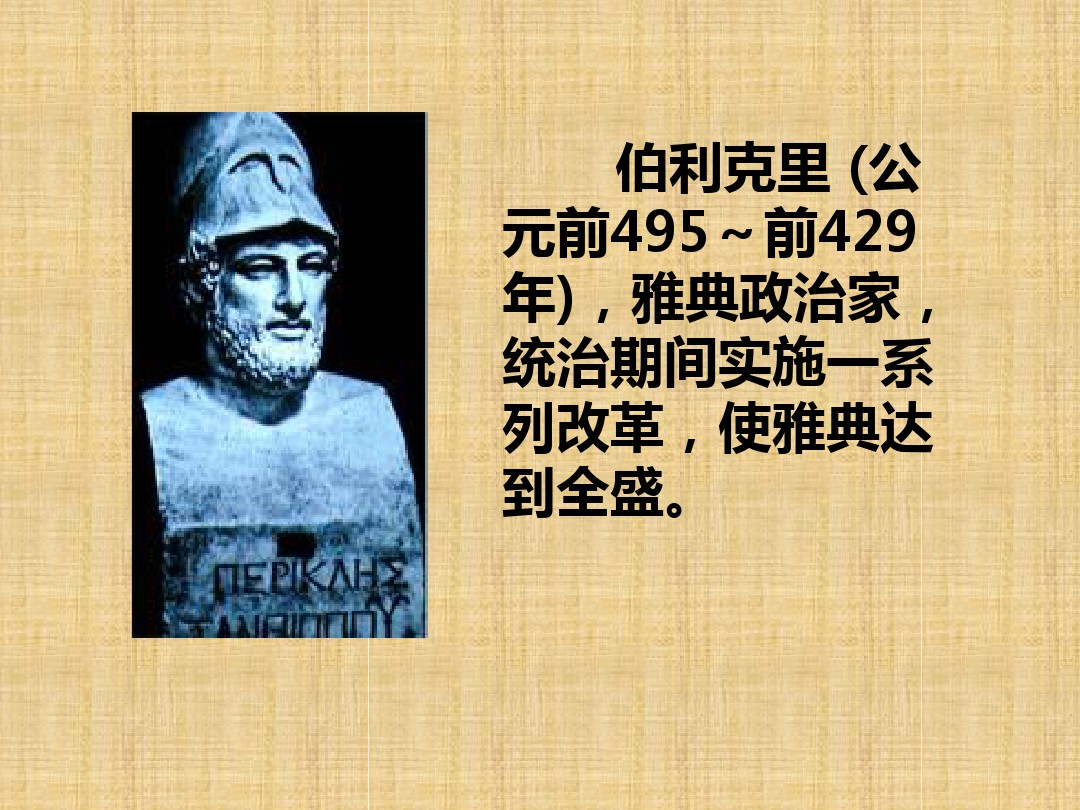 伯利克里 (公
元前495～前429
年)，雅典政治家，
统治期间实施一系
列改革，使雅典达
到全盛。
ΠΕΡΙΚΛΗΣ